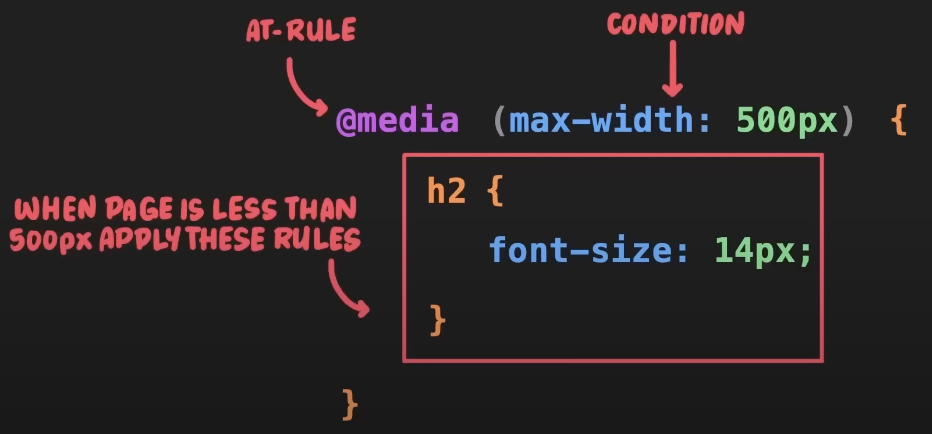 AT-RULE
CONDITION
@media (max-width: 500px) {
h2 {
WHEN PAGE IS LESS THAN
500px APPLY THESE RULES
font-size: 14px;
}
}